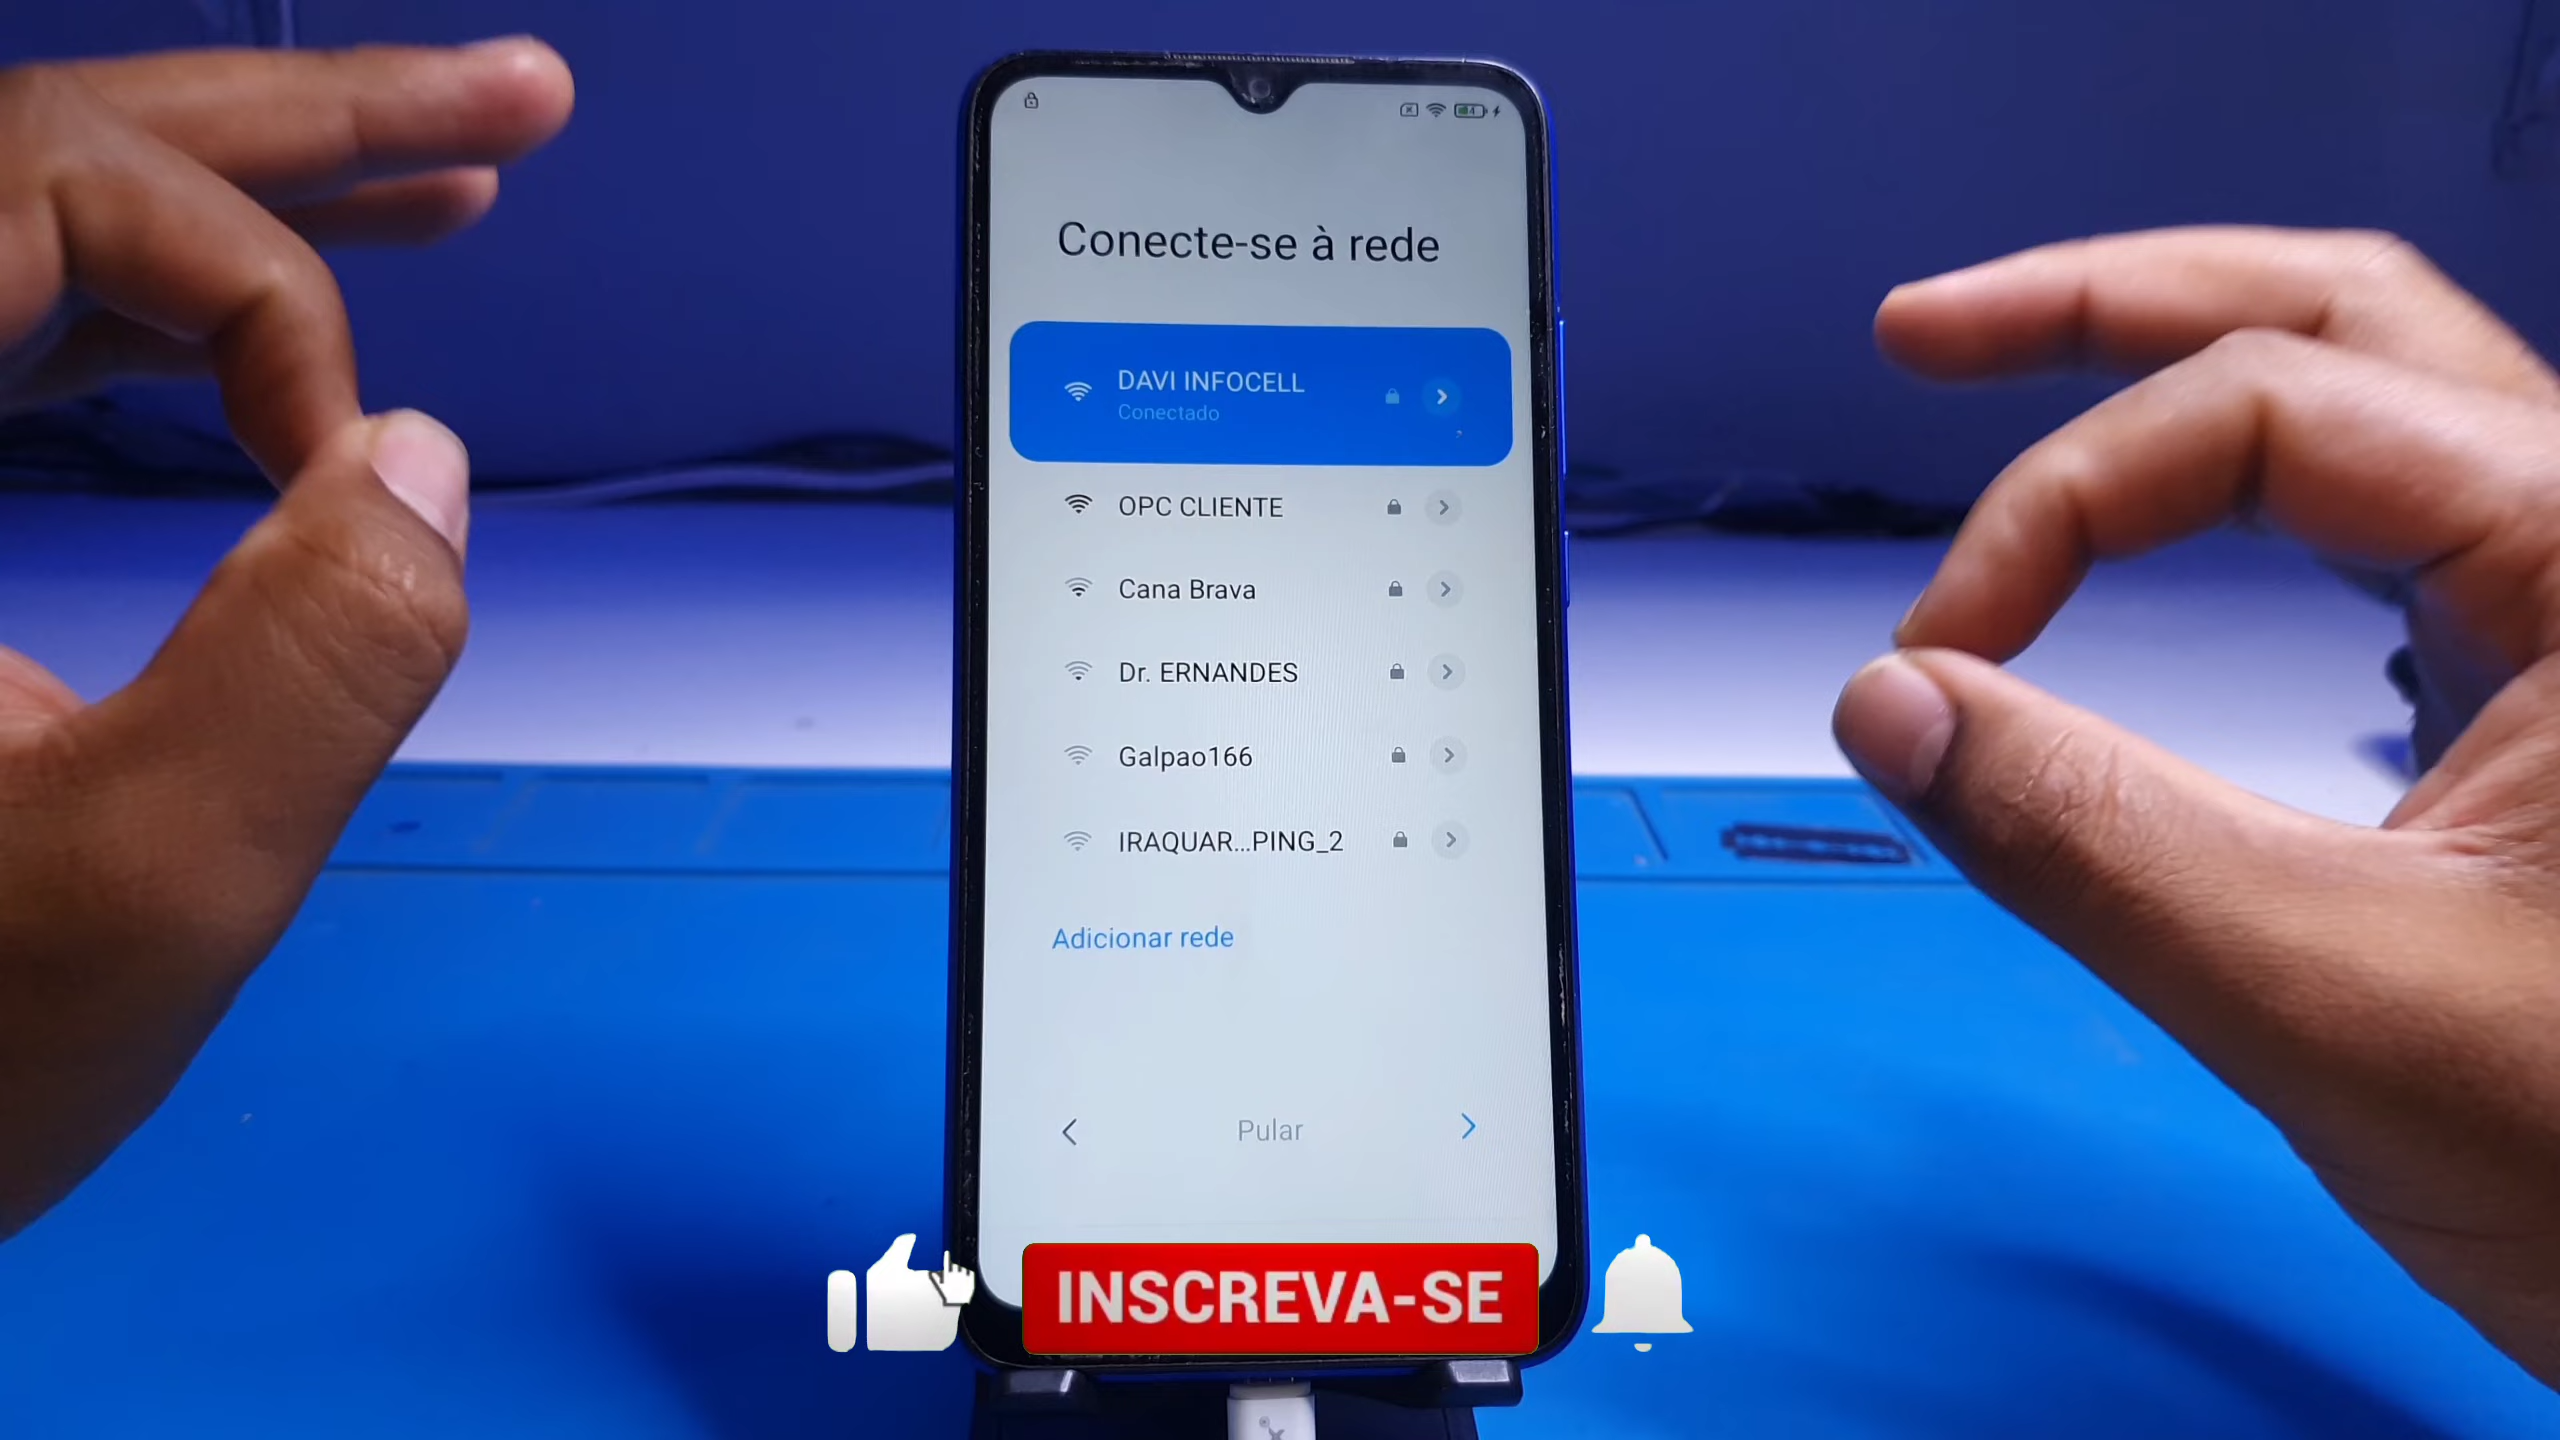 Conecte-se à rede
DAVI INFOCELL
Conectado
OPC CLIENTE
Cana Brava
Dr. ERNANDES
Galpao166
IRAQUAR...PING_2
Adicionar rede
Pular
INSCREVA-SE